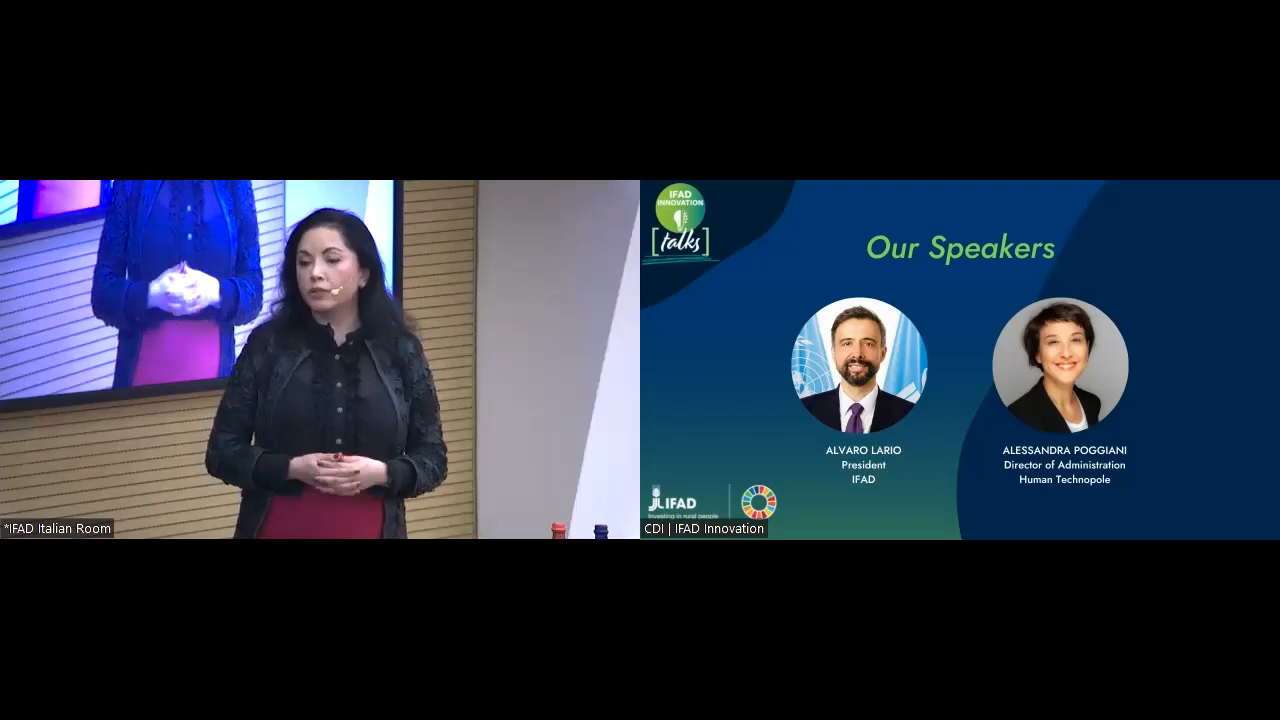 *IFAD Italian Room
IFAD
INNOVATION
talks
Our Speakers
ALVARO LARIO
President
IFAD
ALESSANDRA POGGIANI
Director of Administration
Human Technopole
IFAD
Investing in rural people
CDI | IFAD Innovation